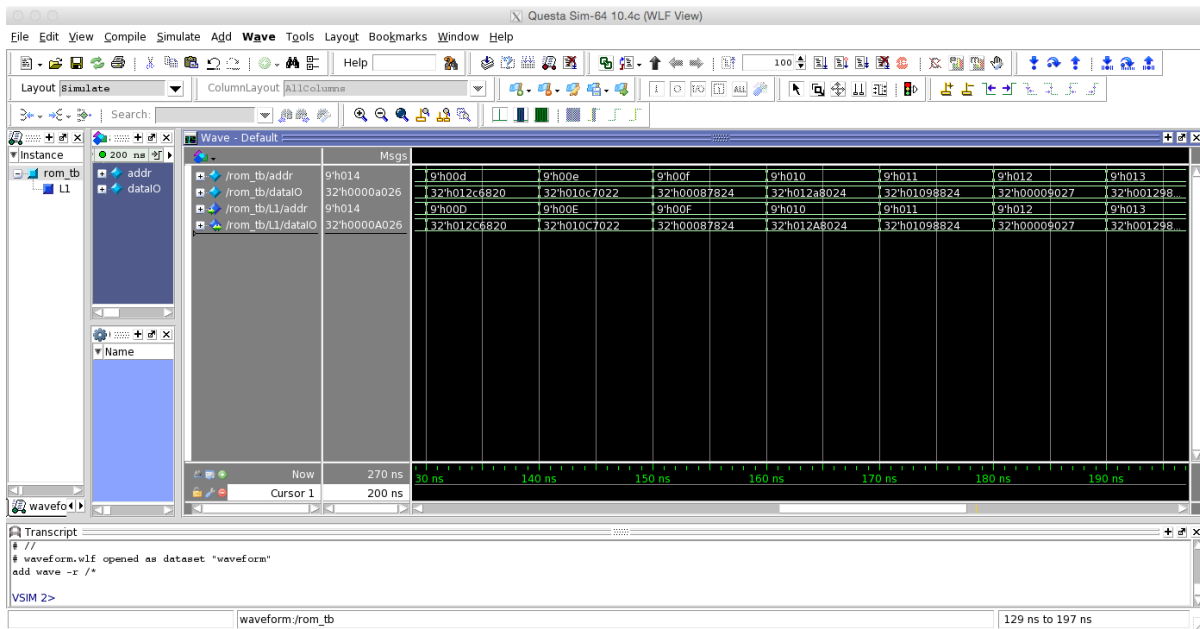 Questa Sim-64 10.4c (WLF View)
File Edit View Compile Simulate Add Wave Tools Layout Bookmarks Window Help
Help 100
Layout Simulate ColumnLayout AllColumns
Search:
Wave - Default
Instance 200 ns Msgs
rom_tb addr /rom_tb/addr 9'h014 9'h00d 9'h00e 9'h00f 9'h010 9'h011 9'h012 9'h013
L1 dataIO /rom_tb/dataIO 32'h0000a026 32'h012c6820 32'h010c7022 32'h00087824 32'h012a8024 32'h01098824 32'h00009027 32'h001298...
/rom_tb/L1/addr 9'h014 9'h00D 9'h00E 9'h00F 9'h010 9'h011 9'h012 9'h013
/rom_tb/L1/dataIO 32'h0000A026 32'h012C6820 32'h010C7022 32'h00087824 32'h012A8024 32'h01098824 32'h00009027 32'h001298...
Name
Now 270 ns 30 ns 140 ns 150 ns 160 ns 170 ns 180 ns 190 ns
Cursor 1 200 ns
wavefo
Transcript
# //
# waveform.wlf opened as dataset "waveform"
add wave -r /*
VSIM 2>
waveform:/rom_tb 129 ns to 197 ns